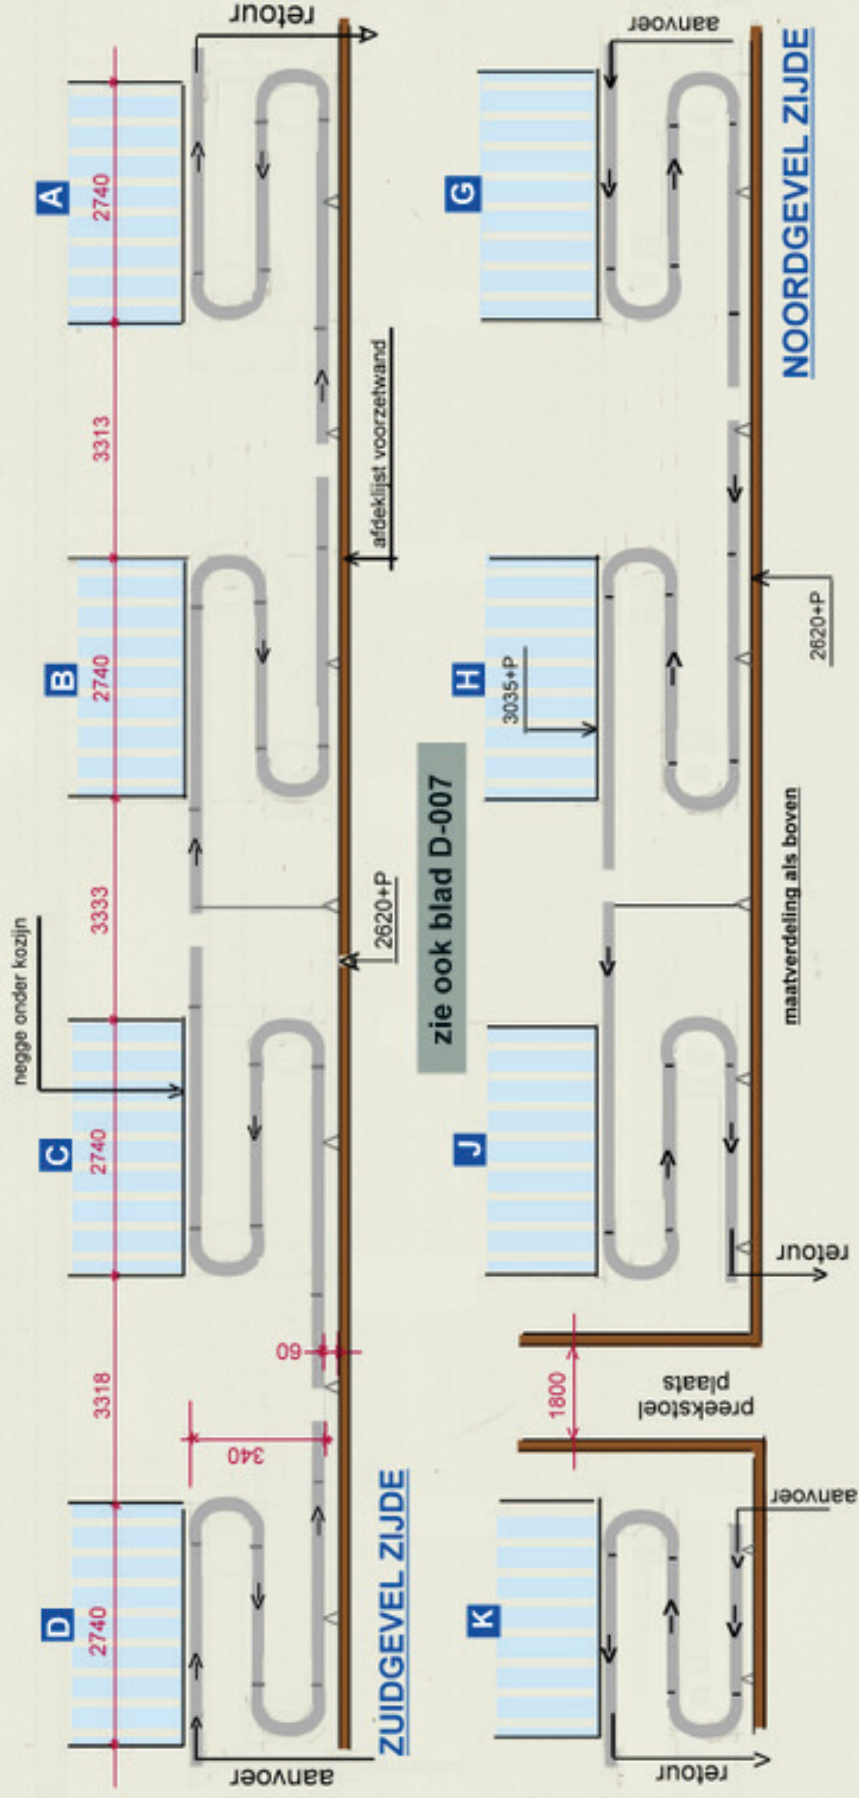 negge onder kozijn
D
C
B
A
2740
3318
2740
3333
2740
3313
2740
340
60
aanvoer
retour
ZUIDGEVEL ZIJDE
2620+P
afdeklijst voorzetwand
zie ook blad D-007
K
J
H
G
3035+P
1800
preekstoel
plaats
retour
aanvoer
retour
aanvoer
maatverdeling als boven
2620+P
NOORDGEVEL ZIJDE